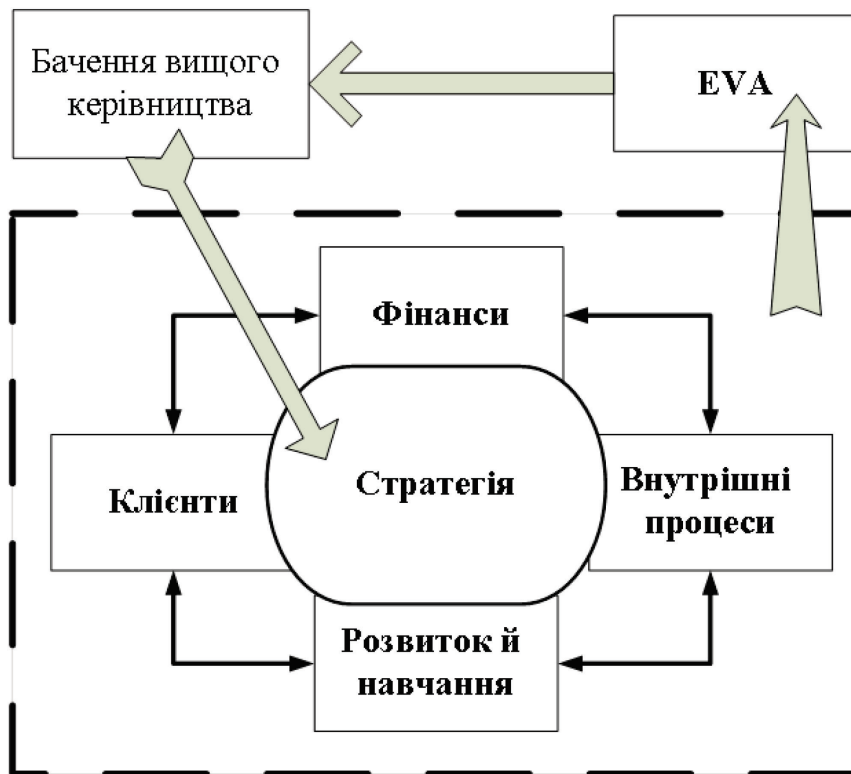 Бачення вищого
керівництва
EVA
Фінанси
Клієнти
Стратегія
Внутрішні
процеси
Розвиток й
навчання